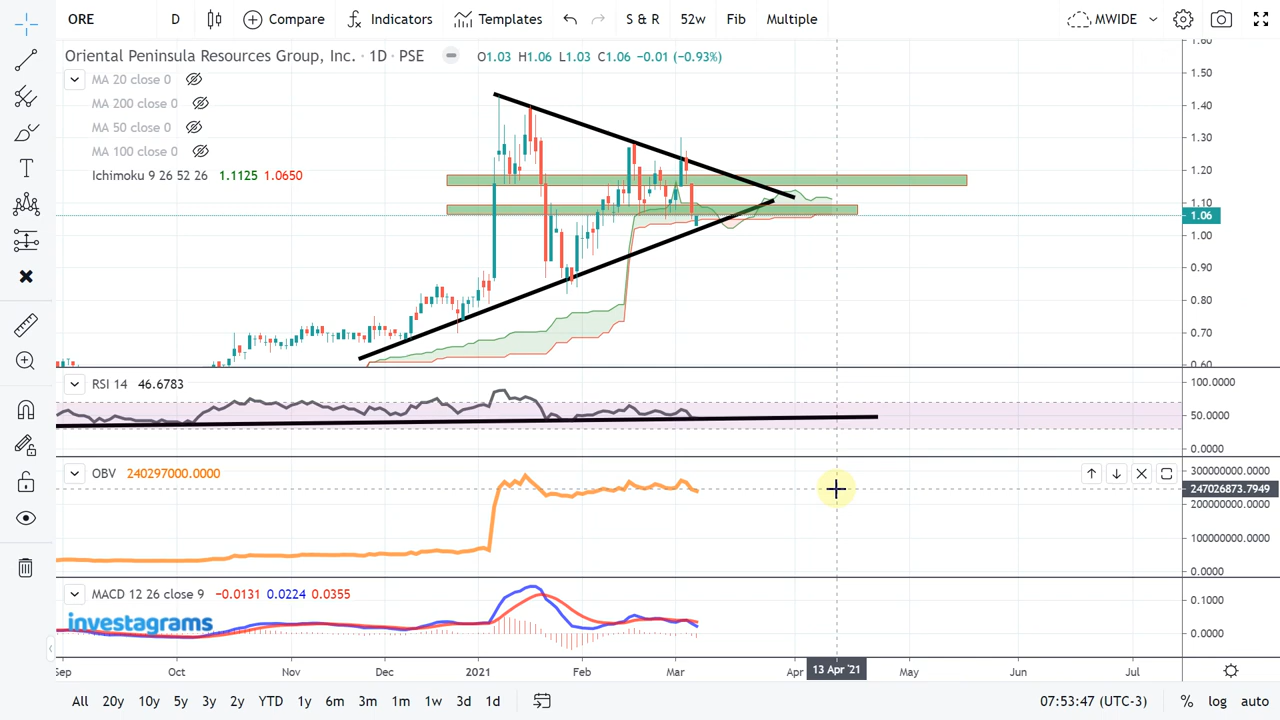 ORE D Compare Indicators Templates S & R 52w Fib Multiple MWIDE
Oriental Peninsula Resources Group, Inc. · 1D · PSE O1.03 H1.06 L1.03 C1.06 −0.01 (−0.93%)
MA 20 close 0
MA 200 close 0
MA 50 close 0
MA 100 close 0
Ichimoku 9 26 52 26 1.1125 1.0650
1.60
1.50
1.40
1.30
1.20
1.10
1.06
1.00
0.90
0.80
0.70
0.60
RSI 14 46.6783
100.0000
50.0000
0.0000
OBV 240297000.0000
300000000.0000
247026873.7949
200000000.0000
100000000.0000
0.0000
MACD 12 26 close 9 −0.0131 0.0224 0.0355
0.1000
0.0000
investagrams
Sep Oct Nov Dec 2021 Feb Mar Apr 13 Apr '21 May Jun Jul
All 20y 10y 5y 3y 2y YTD 1y 6m 3m 1m 1w 3d 1d 07:53:47 (UTC-3) % log auto